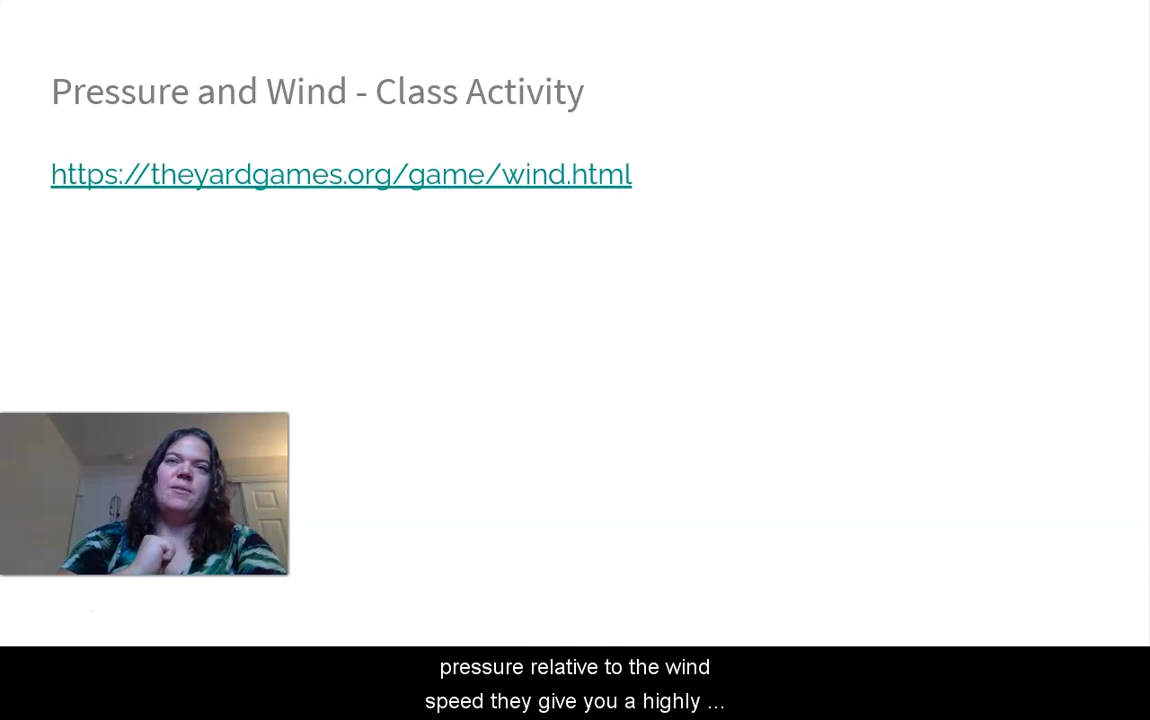 Pressure and Wind - Class Activity
https://theyardgames.org/game/wind.html
pressure relative to the wind
speed they give you a highly ...